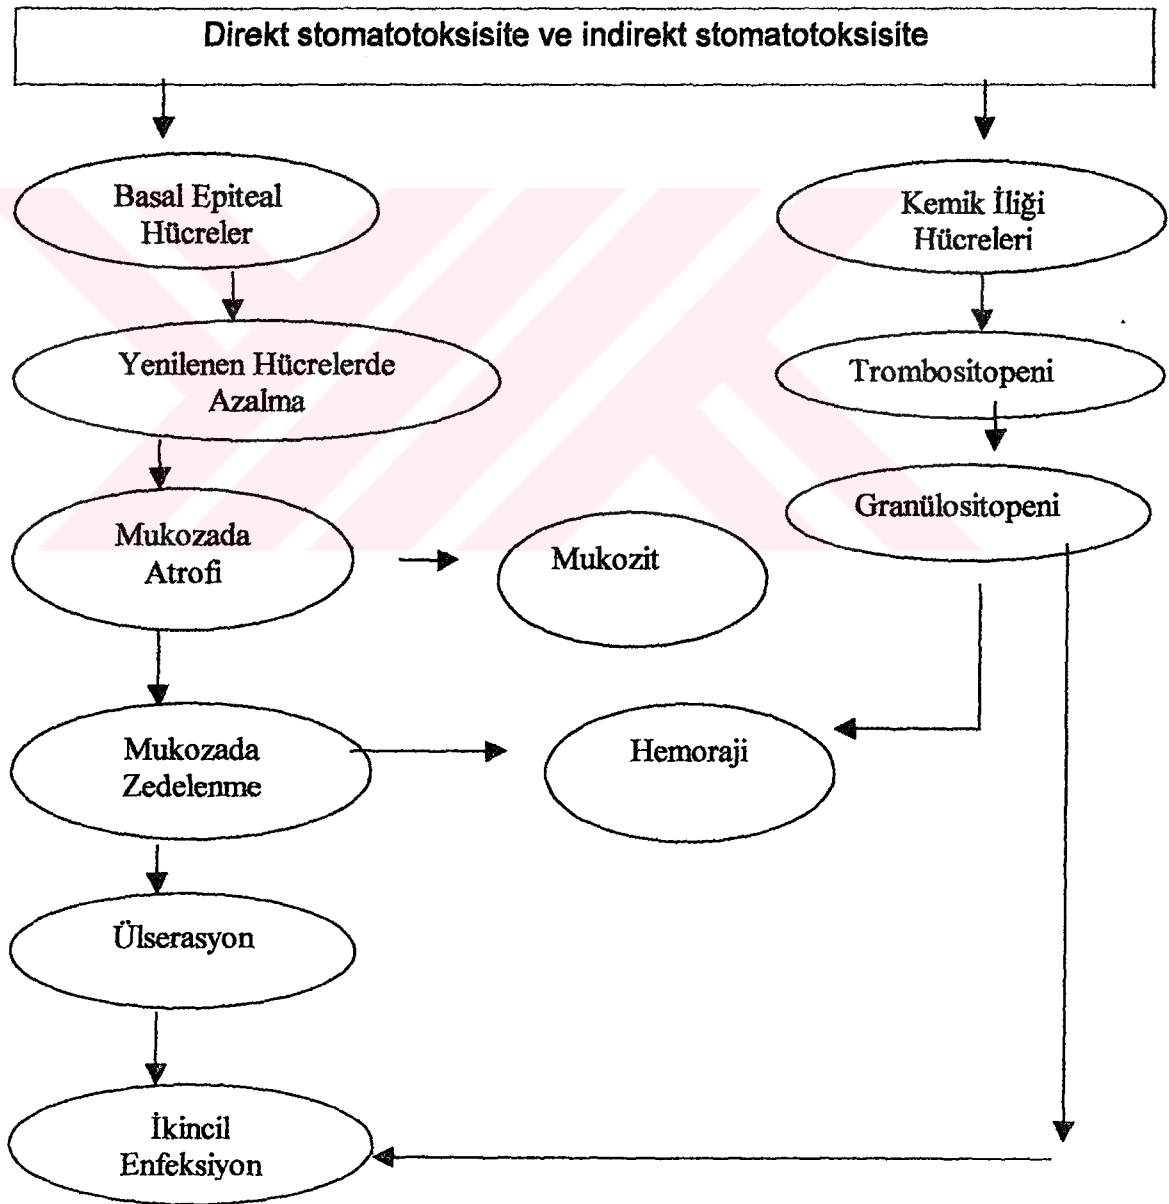 Direkt stomatotoksisite ve indirekt stomatotoksisite
Basal Epiteal
Hücreler
Kemik İliği
Hücreleri
Yenilenen Hücrelerde
Azalma
Trombositopeni
Granülositopeni
Mukozada
Atrofi
Mukozit
Mukozada
Zedelenme
Hemoraji
Ülserasyon
İkincil
Enfeksiyon